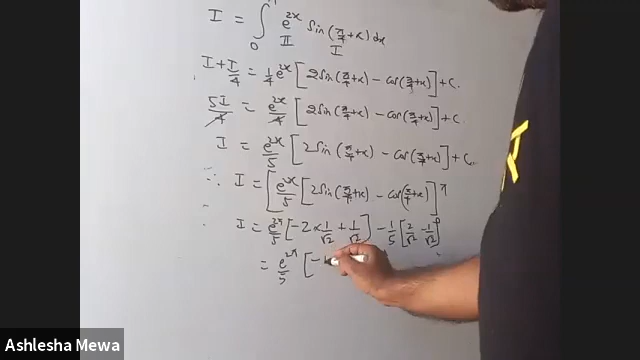 I = ∫₀^π e^{2x} sin(π/4+x) dx
II I
I + I/4 = 1/4 e^{2x} [2 sin(π/4+x) - cos(π/4+x)] + c.
5I/4 = e^{2x}/4 [2 sin(π/4+x) - cos(π/4+x)] + c.
I = e^{2x}/5 [2 sin(π/4+x) - cos(π/4+x)] + c.
∴ I = [e^{2x}/5 [2 sin(π/4+x) - cos(π/4+x)]]₀^π
I = e^{2π}/5 [-2×1/√2 + 1/√2] - 1/5 [2/√2 - 1/√2]
= e^{2π}/5 [-
Ashlesha Mewa